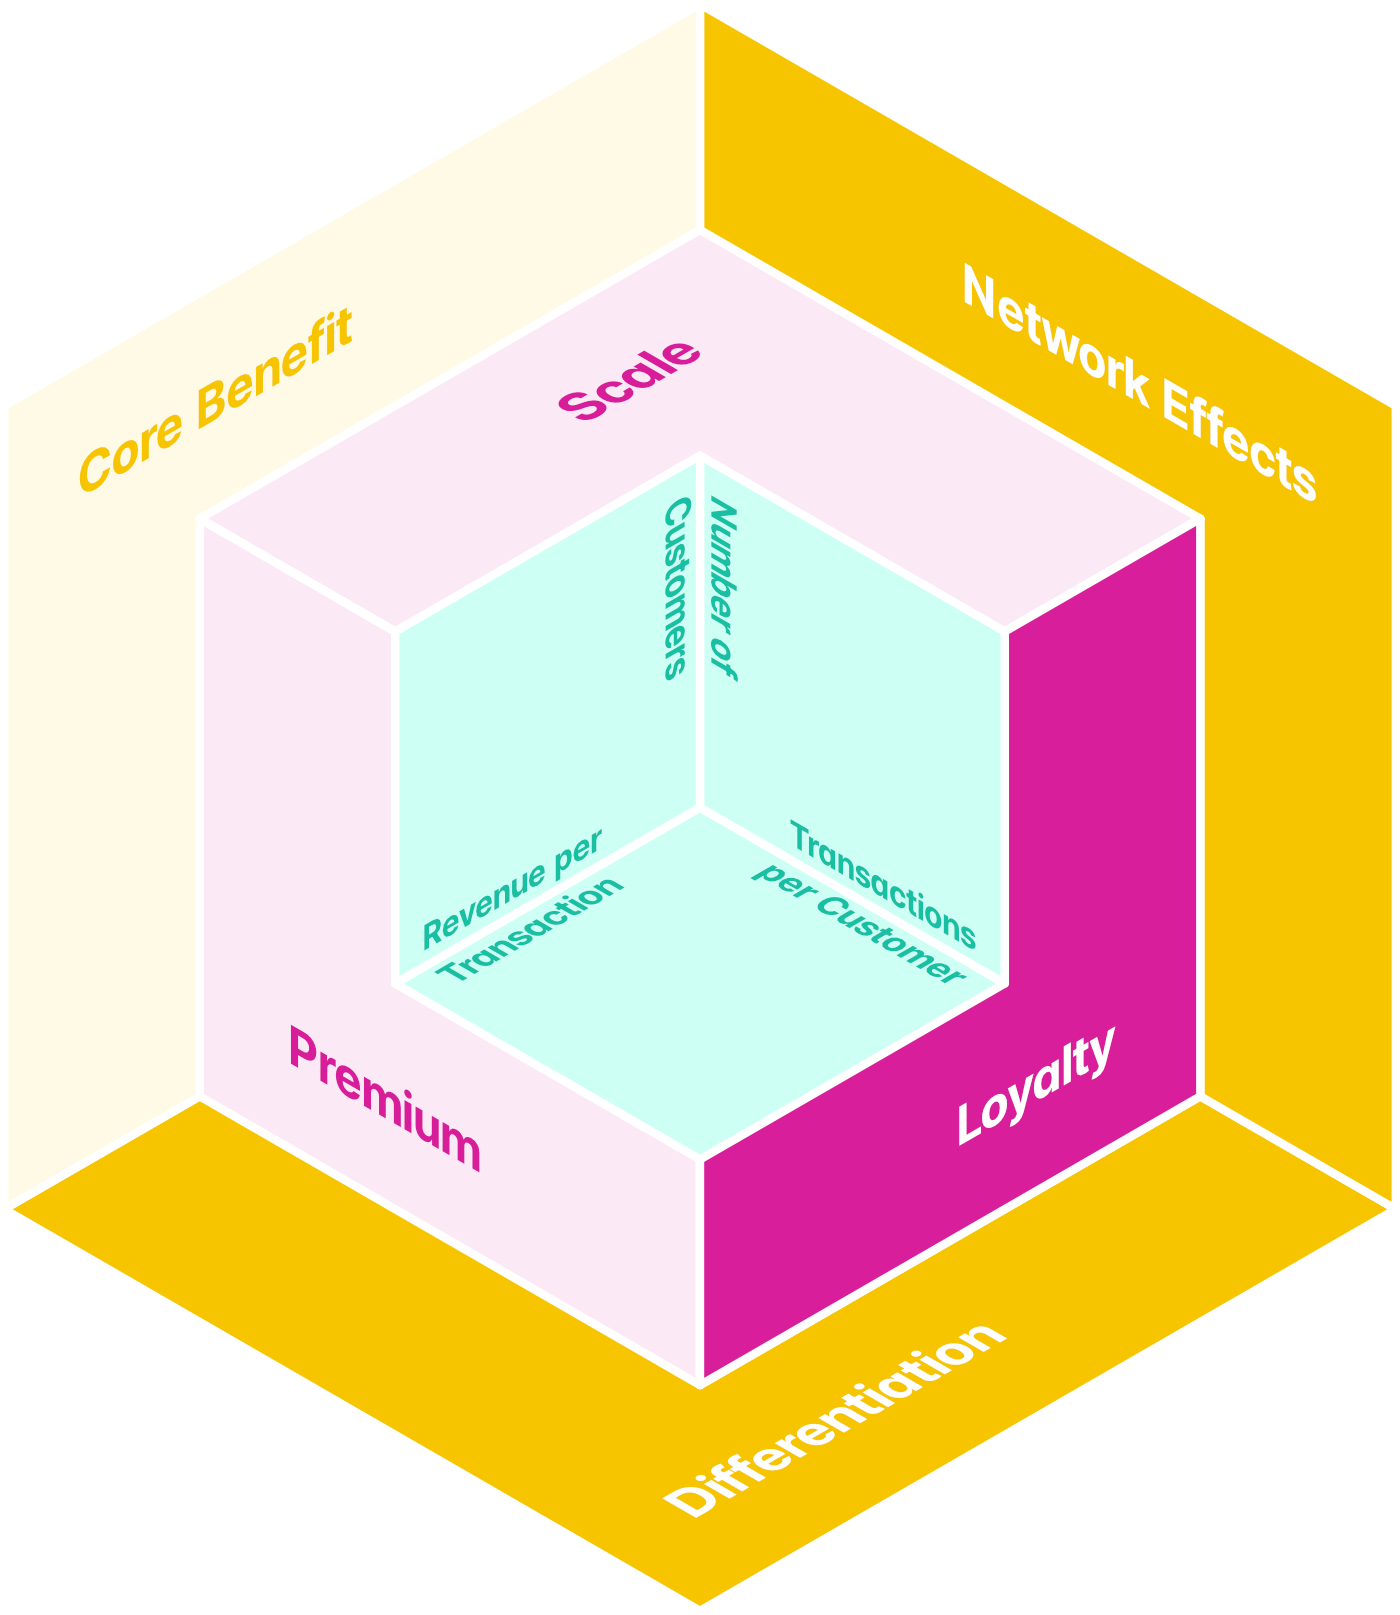 Network Effects
Core Benefit
Scale
Number of
Customers
Revenue per
Transaction
Transactions
per Customer
Premium
Loyalty
Differentiation